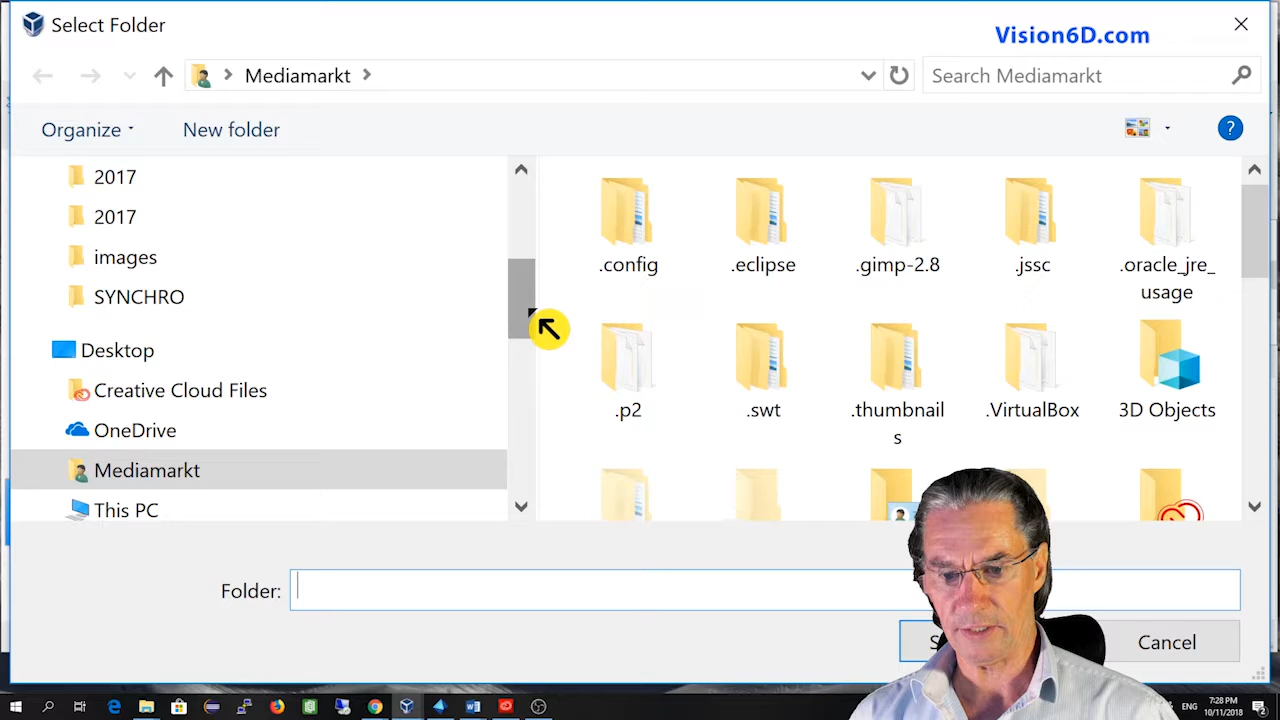 Select Folder
Vision6D.com
Mediamarkt
Search Mediamarkt
Organize
New folder
?
2017
2017
images
SYNCHRO
Desktop
Creative Cloud Files
OneDrive
Mediamarkt
This PC
.config
.eclipse
.gimp-2.8
.jssc
.oracle_jre_
usage
.p2
.swt
.thumbnail
s
.VirtualBox
3D Objects
Folder:
S
Cancel
ENG
7:28 PM
10/11/2018
2